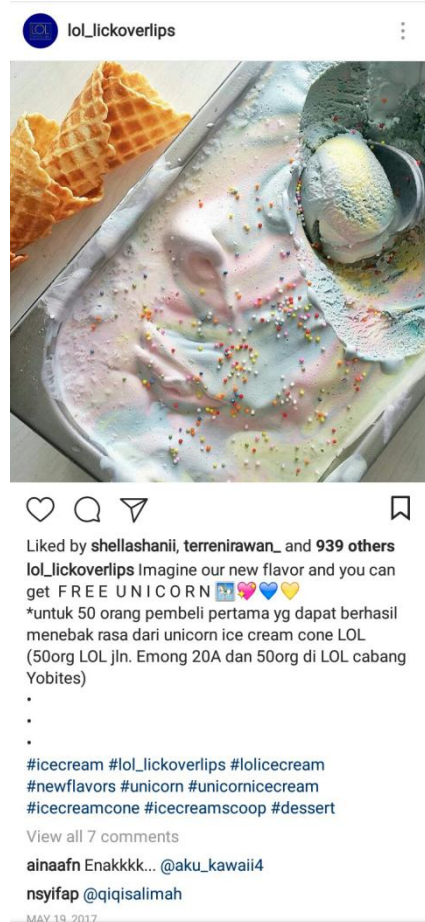 LOL
lol_lickoverlips
Liked by shellashanii, terrenirawan_ and 939 others
lol_lickoverlips Imagine our new flavor and you can
get F R E E U N I C O R N 🦄💖💙💛
*untuk 50 orang pembeli pertama yg dapat berhasil
menebak rasa dari unicorn ice cream cone LOL
(50org LOL jln. Emong 20A dan 50org di LOL cabang
Yobites)
.
.
.
#icecream #lol_lickoverlips #lolicecream
#newflavors #unicorn #unicornicecream
#icecreamcone #icecreamscoop #dessert
View all 7 comments
ainaafn Enakkkk... @aku_kawaii4
nsyifap @qiqisalimah
MAY 19, 2017